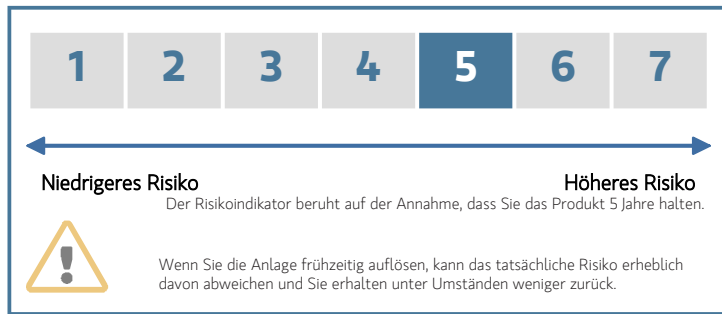 1 2 3 4 5 6 7
Niedrigeres Risiko Höheres Risiko
Der Risikoindikator beruht auf der Annahme, dass Sie das Produkt 5 Jahre halten.
Wenn Sie die Anlage frühzeitig auflösen, kann das tatsächliche Risiko erheblich
davon abweichen und Sie erhalten unter Umständen weniger zurück.